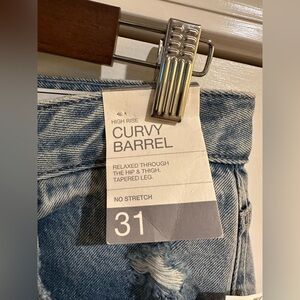 HIGH RISE
CURVY
BARREL
RELAXED THROUGH
THE HIP & THIGH.
TAPERED LEG.
NO STRETCH
31